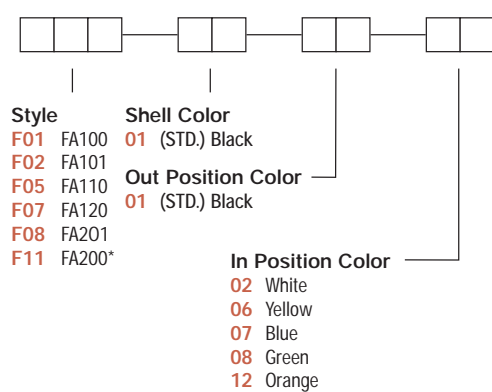 Style
F01 FA100
F02 FA101
F05 FA110
F07 FA120
F08 FA201
F11 FA200*
Shell Color
01 (STD.) Black
Out Position Color
01 (STD.) Black
In Position Color
02 White
06 Yellow
07 Blue
08 Green
12 Orange